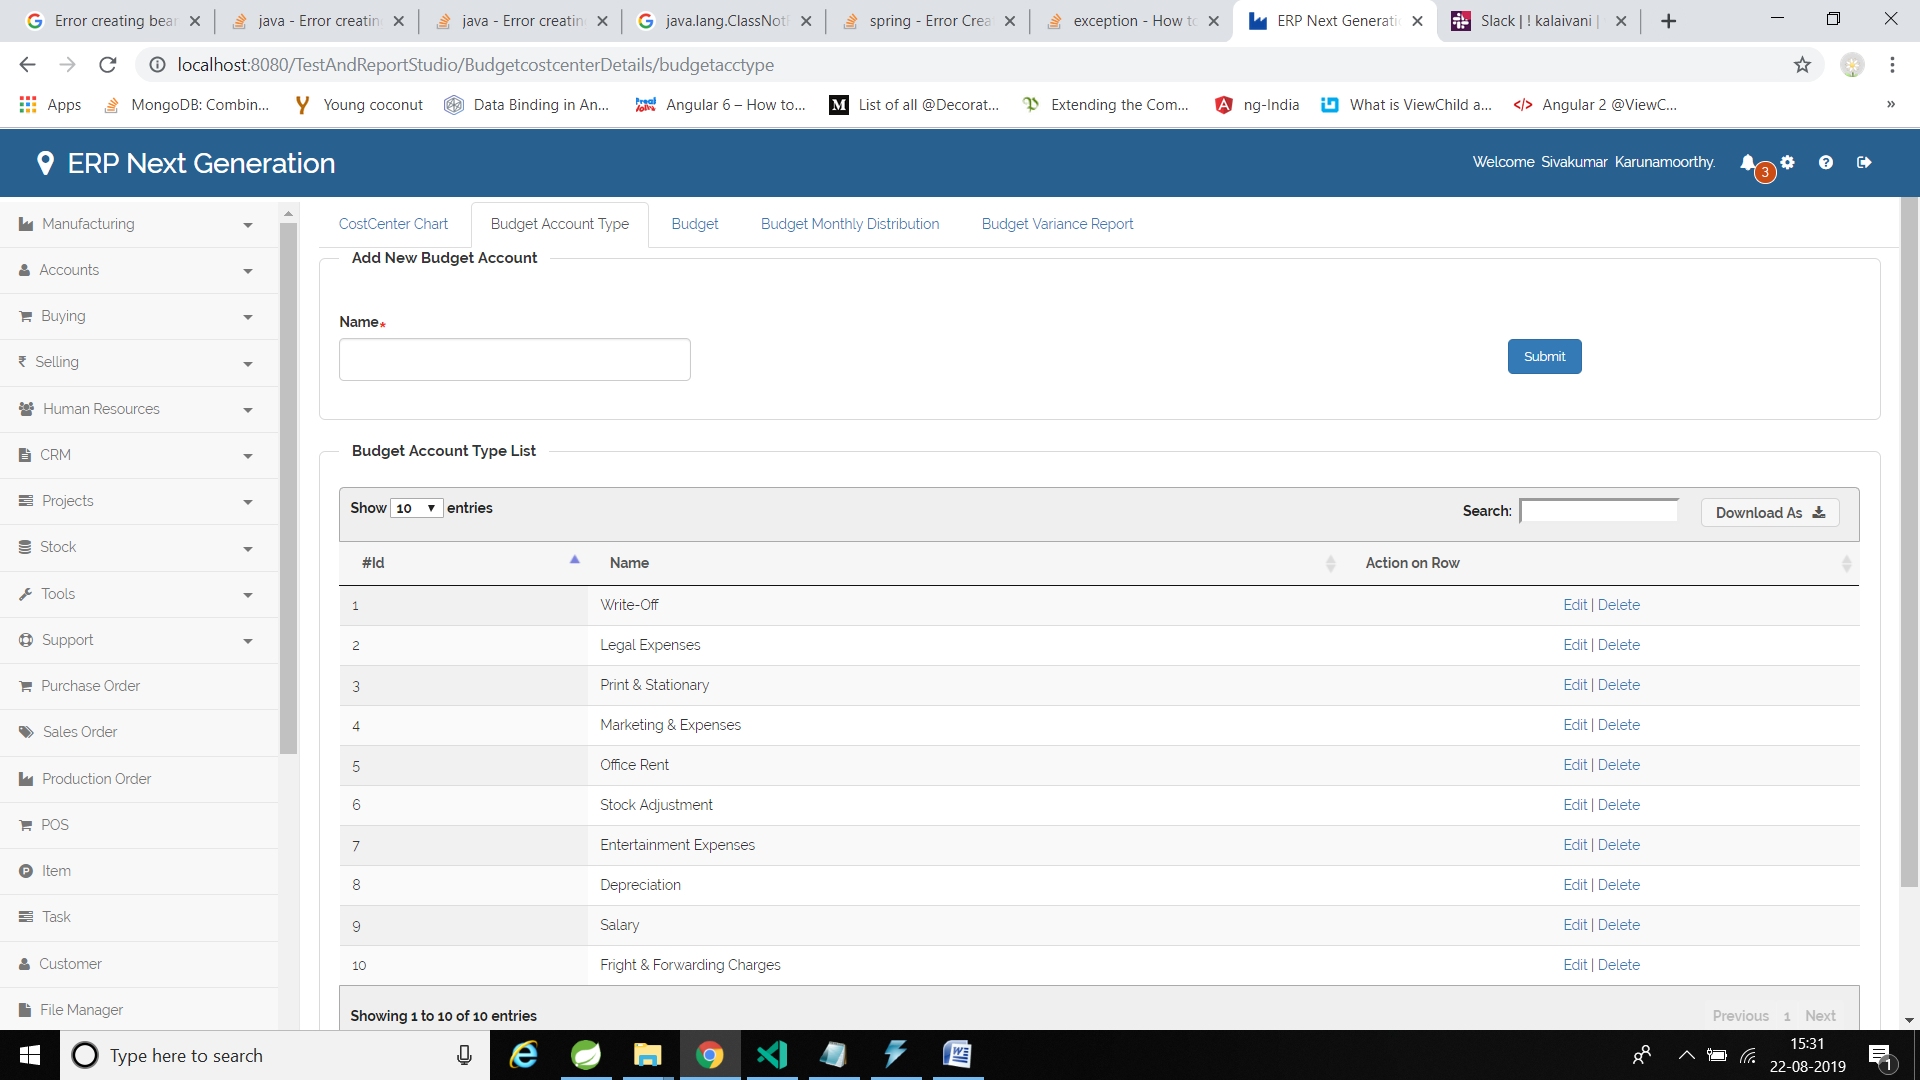 Error creating bea
java - Error creatin
java - Error creatin
java.lang.ClassNotF
spring - Error Crea
exception - How to
ERP Next Generati
Slack | ! kalaivani |
localhost:8080/TestAndReportStudio/BudgetcostcenterDetails/budgetacctype
Apps
MongoDB: Combin...
Young coconut
Data Binding in An...
Angular 6 – How to...
List of all @Decorat...
Extending the Com...
ng-India
What is ViewChild a...
Angular 2 @ViewC...
»
ERP Next Generation
Welcome Sivakumar Karunamoorthy.
3
Manufacturing
Accounts
Buying
Selling
Human Resources
CRM
Projects
Stock
Tools
Support
Purchase Order
Sales Order
Production Order
POS
Item
Task
Customer
File Manager
CostCenter Chart
Budget Account Type
Budget
Budget Monthly Distribution
Budget Variance Report
Add New Budget Account
Name*
Submit
Budget Account Type List
Show 10 entries
Search:
Download As
#Id Name Action on Row
1 Write-Off Edit | Delete
2 Legal Expenses Edit | Delete
3 Print & Stationary Edit | Delete
4 Marketing & Expenses Edit | Delete
5 Office Rent Edit | Delete
6 Stock Adjustment Edit | Delete
7 Entertainment Expenses Edit | Delete
8 Depreciation Edit | Delete
9 Salary Edit | Delete
10 Fright & Forwarding Charges Edit | Delete
Showing 1 to 10 of 10 entries
Previous 1 Next
Type here to search
15:31
22-08-2019
1